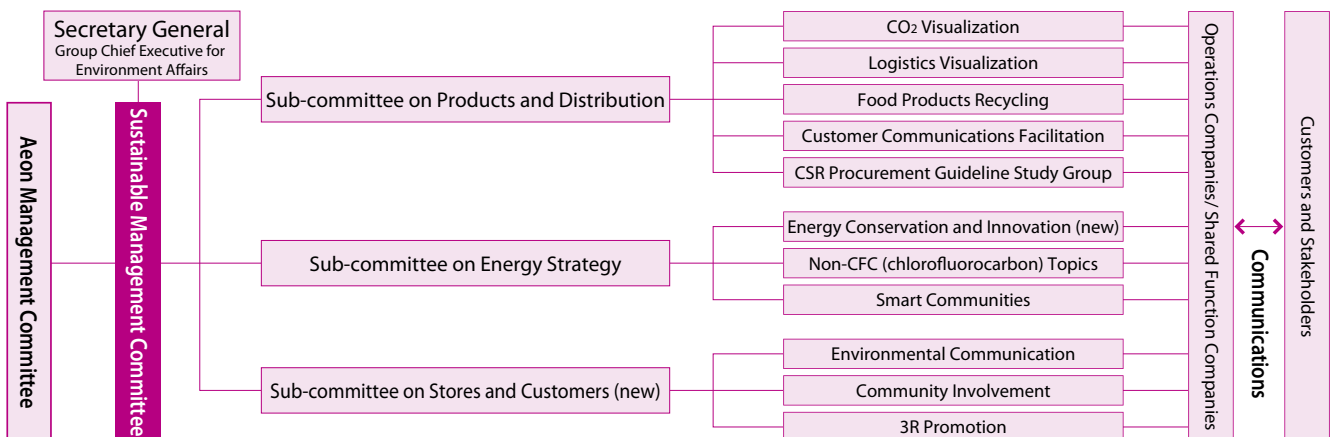 Secretary General
Group Chief Executive for
Environment Affairs
Aeon Management Committee
Sustainable Management Committee
Sub-committee on Products and Distribution
CO2 Visualization
Logistics Visualization
Food Products Recycling
Customer Communications Facilitation
CSR Procurement Guideline Study Group
Sub-committee on Energy Strategy
Energy Conservation and Innovation (new)
Non-CFC (chlorofluorocarbon) Topics
Smart Communities
Sub-committee on Stores and Customers (new)
Environmental Communication
Community Involvement
3R Promotion
Operations Companies/ Shared Function Companies
Communications
Customers and Stakeholders